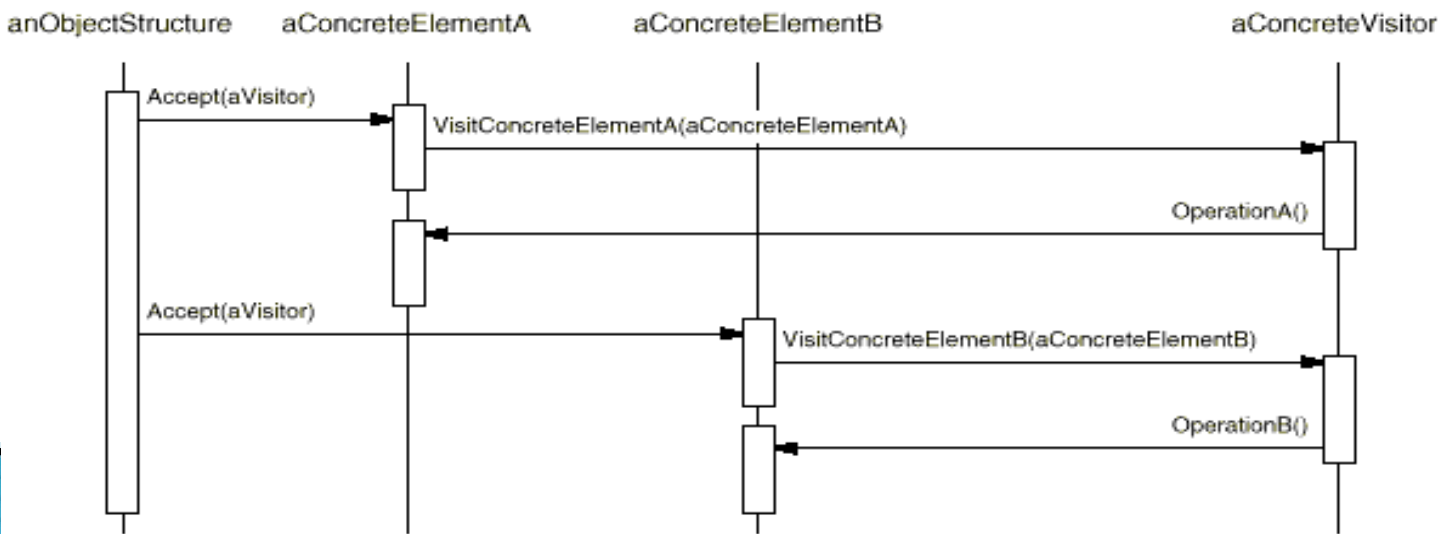 anObjectStructure aConcreteElementA aConcreteElementB aConcreteVisitor
Accept(aVisitor)
VisitConcreteElementA(aConcreteElementA)
OperationA()
Accept(aVisitor)
VisitConcreteElementB(aConcreteElementB)
OperationB()